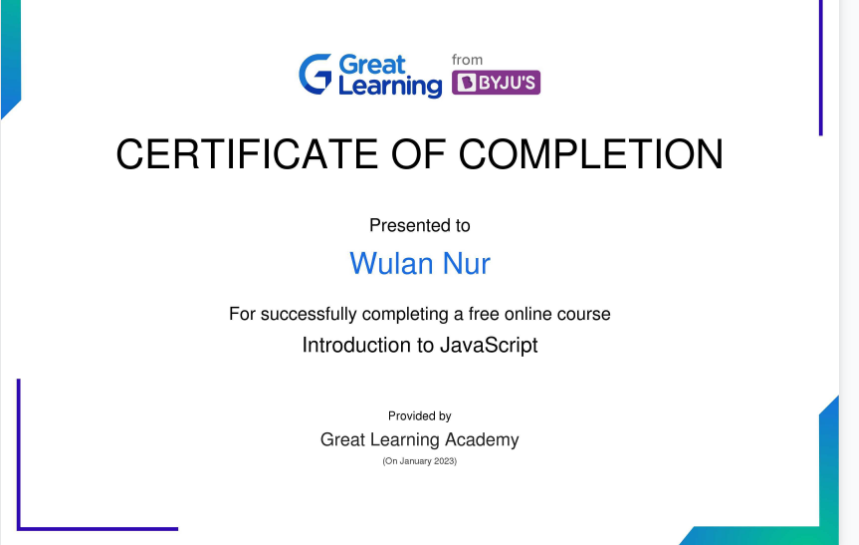 Great Learning
from
BYJU'S
CERTIFICATE OF COMPLETION
Presented to
Wulan Nur
For successfully completing a free online course
Introduction to JavaScript
Provided by
Great Learning Academy
(On January 2023)